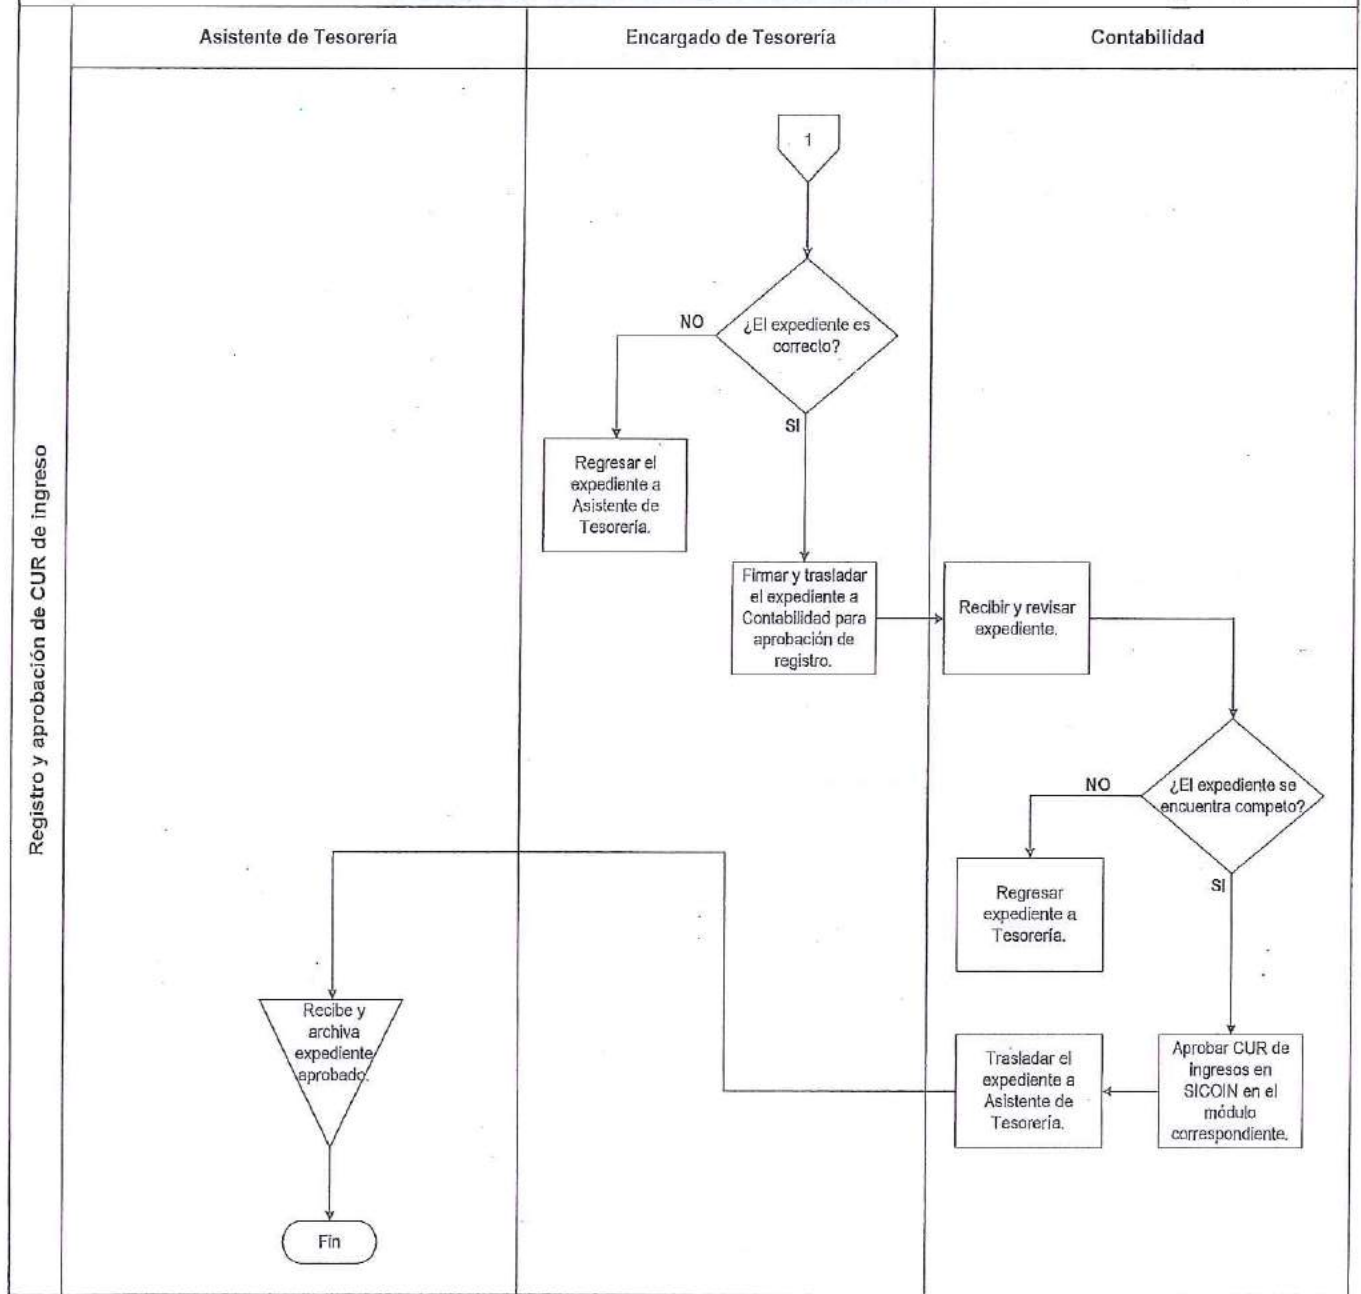 Asistente de Tesorería
Encargado de Tesorería
Contabilidad
Registro y aprobación de CUR de ingreso
1
¿El expediente es
correcto?
NO
SI
Regresar el
expediente a
Asistente de
Tesorería.
Firmar y trasladar
el expediente a
Contabilidad para
aprobación de
registro.
Recibir y revisar
expediente.
¿El expediente se
encuentra competo?
NO
SI
Regresar
expediente a
Tesorería.
Aprobar CUR de
ingresos en
SICOIN en el
módulo
correspondiente.
Trasladar el
expediente a
Asistente de
Tesorería.
Recibe y
archiva
expediente
aprobado.
Fin